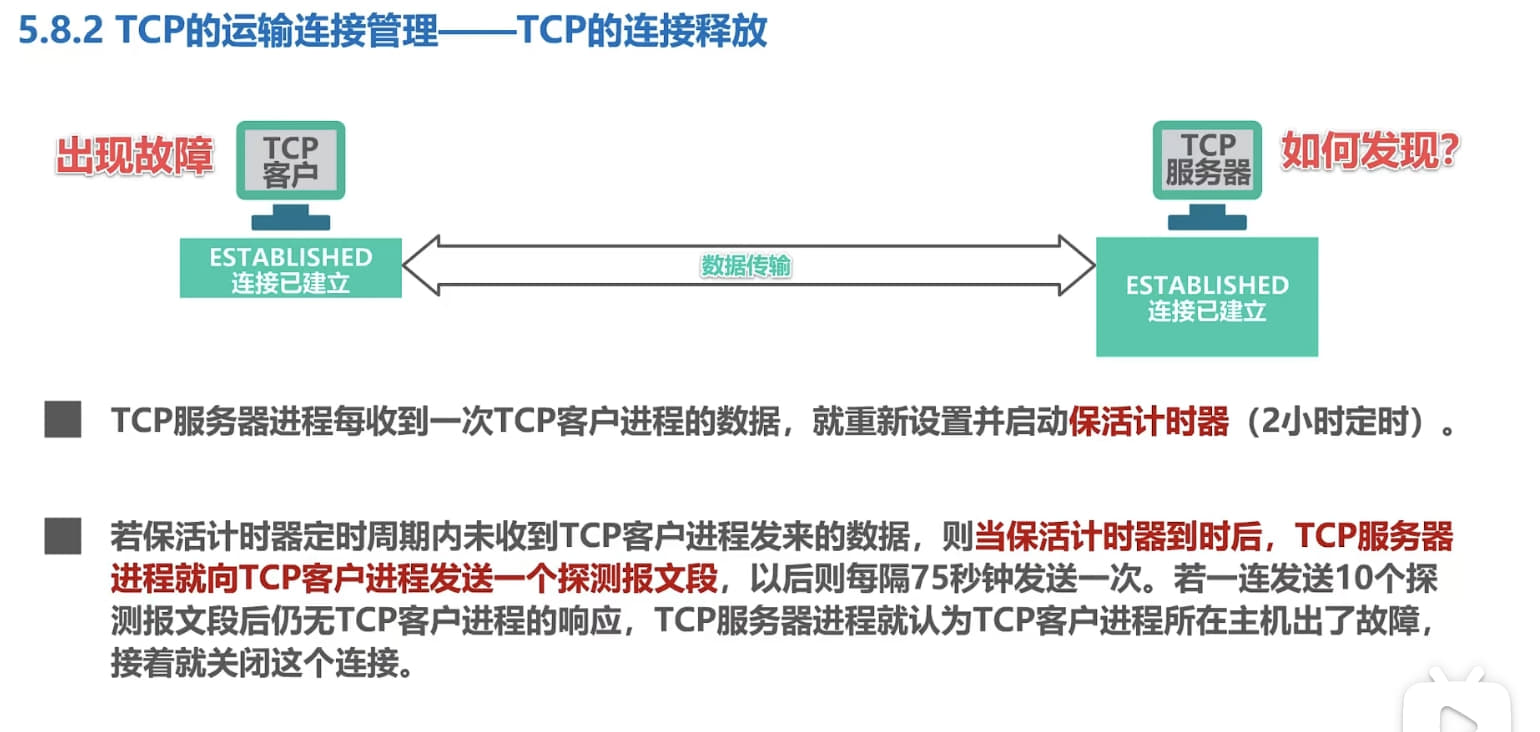 5.8.2 TCP的运输连接管理——TCP的连接释放
出现故障
TCP
客户
TCP
服务器
如何发现？
ESTABLISHED
连接已建立
数据传输
ESTABLISHED
连接已建立
TCP服务器进程每收到一次TCP客户进程的数据，就重新设置并启动保活计时器（2小时定时）。
若保活计时器定时周期内未收到TCP客户进程发来的数据，则当保活计时器到时后，TCP服务器
进程就向TCP客户进程发送一个探测报文段，以后则每隔75秒钟发送一次。若一连发送10个探
测报文段后仍无TCP客户进程的响应，TCP服务器进程就认为TCP客户进程所在主机出了故障，
接着就关闭这个连接。